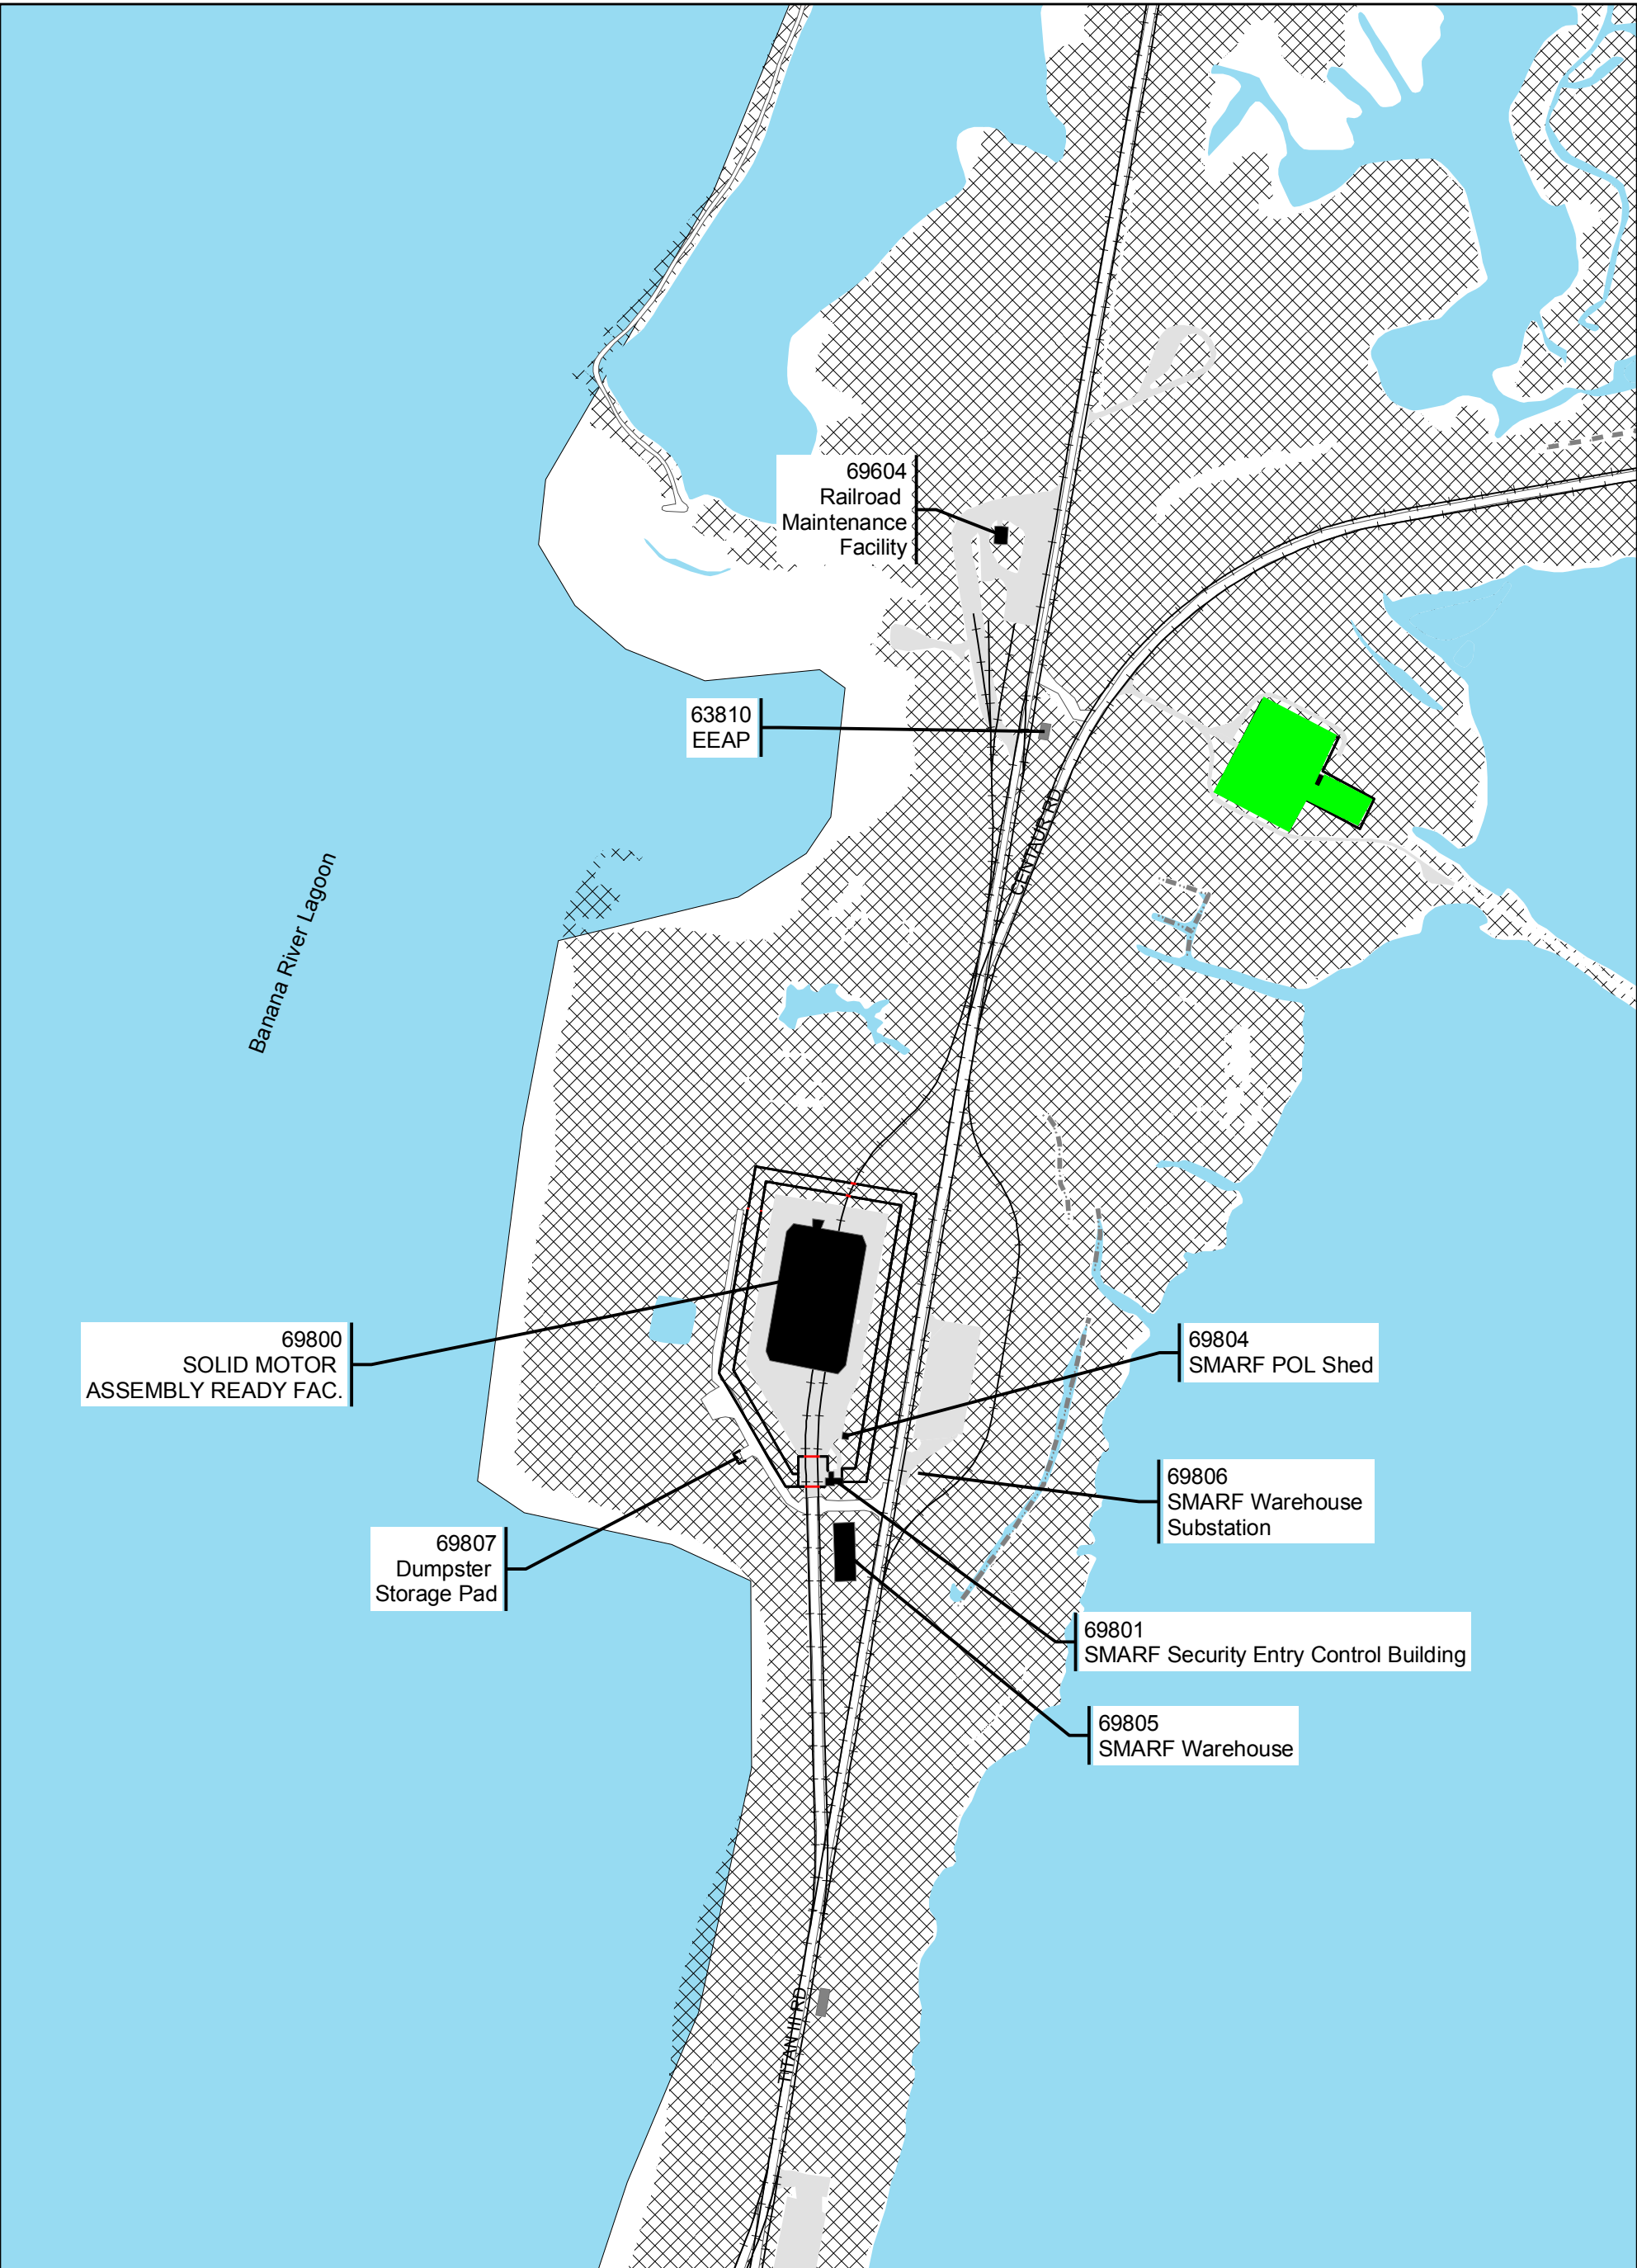 69604
Railroad
Maintenance
Facility
63810
EEAP
CENTAUR RD
Banana River Lagoon
69800
SOLID MOTOR
ASSEMBLY READY FAC.
69804
SMARF POL Shed
69806
SMARF Warehouse
Substation
69807
Dumpster
Storage Pad
69801
SMARF Security Entry Control Building
69805
SMARF Warehouse
TITAN III RD